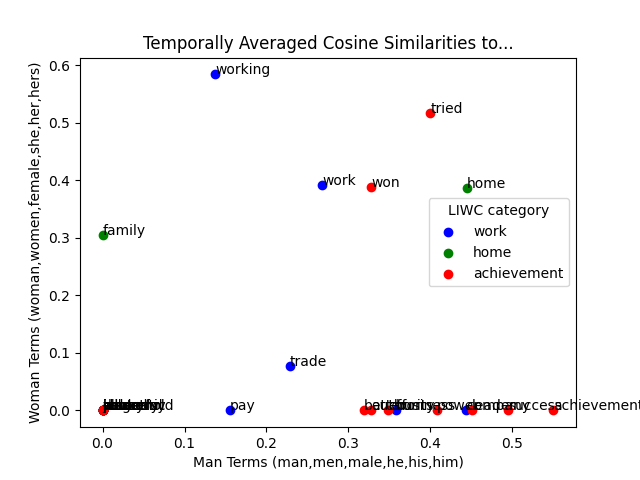 Temporally Averaged Cosine Similarities to...
Woman Terms (woman,women,female,she,her,hers)
0.6
0.5
0.4
0.3
0.2
0.1
0.0
working
tried
work
won
home
family
LIWC category
work
home
achievement
trade
pay
success
achievement
0.0
0.1
0.2
0.3
0.4
0.5
Man Terms (man,men,male,he,his,him)